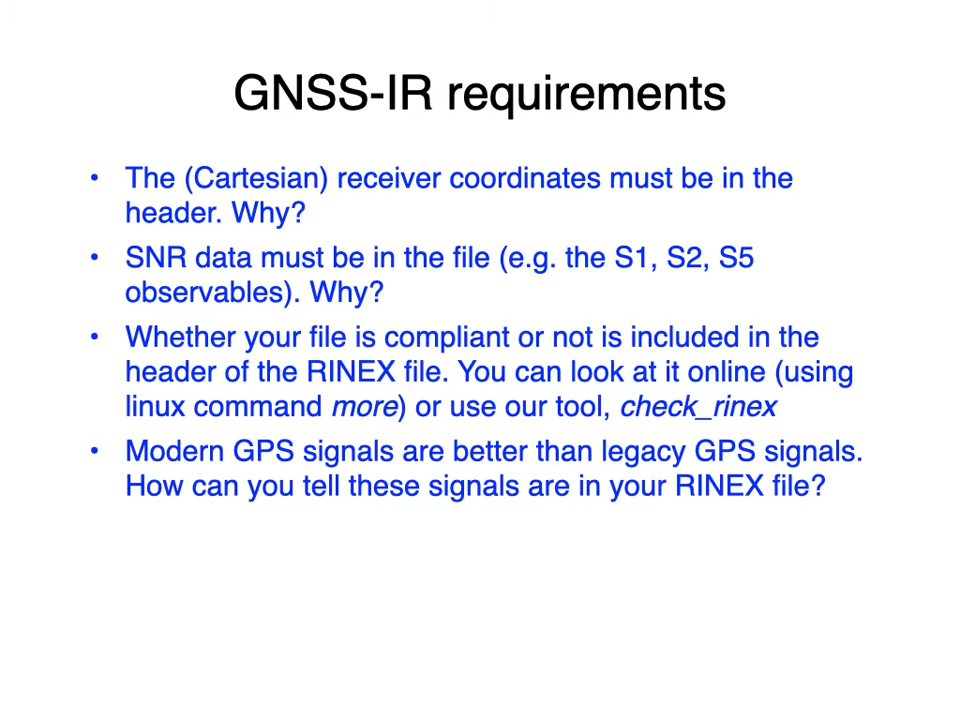 GNSS-IR requirements
• The (Cartesian) receiver coordinates must be in the
header. Why?
• SNR data must be in the file (e.g. the S1, S2, S5
observables). Why?
• Whether your file is compliant or not is included in the
header of the RINEX file. You can look at it online (using
linux command more) or use our tool, check_rinex
• Modern GPS signals are better than legacy GPS signals.
How can you tell these signals are in your RINEX file?